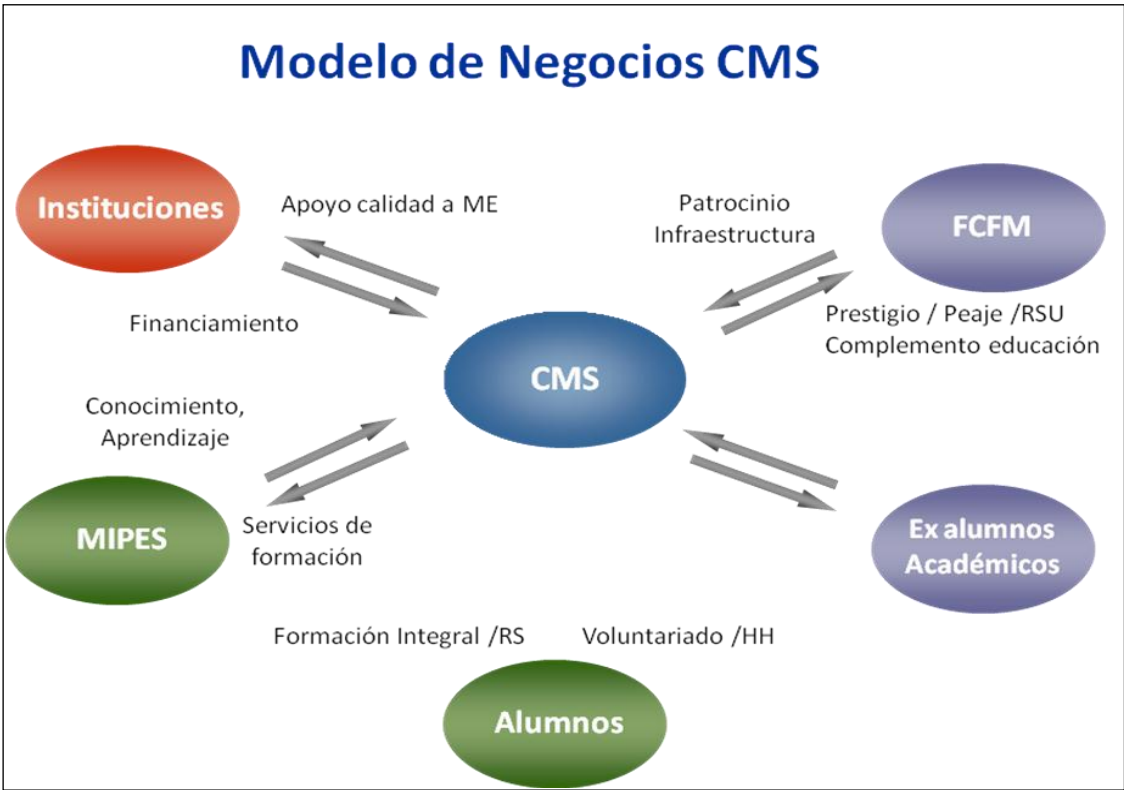 Modelo de Negocios CMS
Instituciones
Apoyo calidad a ME
Patrocinio
Infraestructura
FCFM
Financiamiento
Prestigio / Peaje /RSU
Complemento educación
CMS
Conocimiento,
Aprendizaje
MIPES
Servicios de
formación
Ex alumnos
Académicos
Formación Integral /RS
Voluntariado /HH
Alumnos